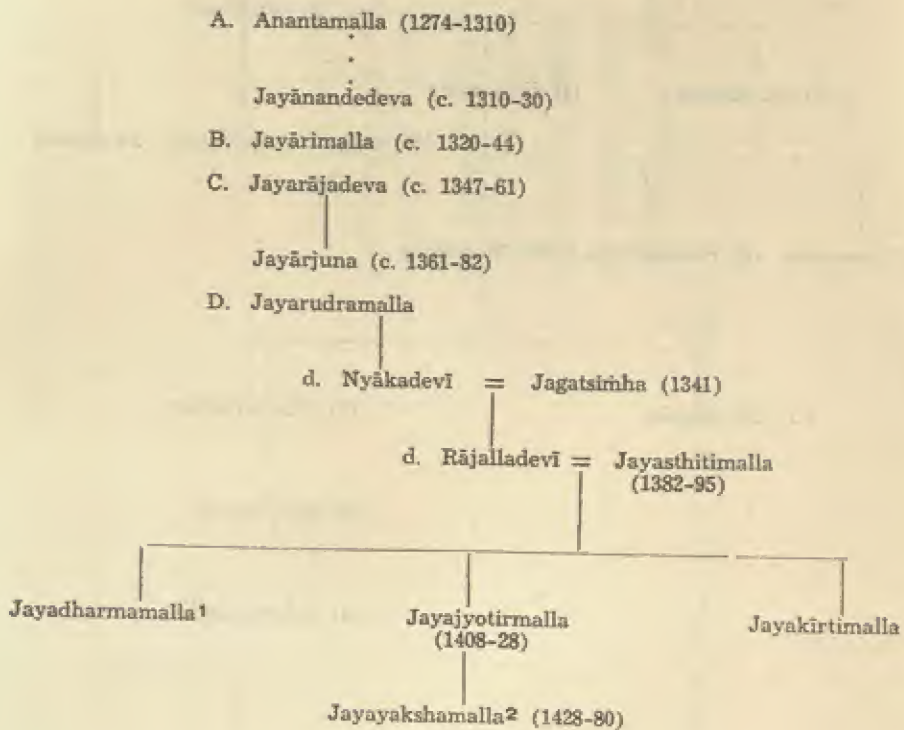 A. Anantamalla (1274-1310)
Jayānandedeva (c. 1310-30)
B. Jayārimalla (c. 1320-44)
C. Jayarājadeva (c. 1347-61)
Jayārjuna (c. 1361-82)
D. Jayarudramalla
d. Nyākadevī = Jagatsiṁha (1341)
d. Rājalladevī = Jayasthitimalla
(1382-95)
Jayadharmamalla¹ Jayajyotirmalla Jayakīrtimalla
(1408-28)
Jayayakshamalla² (1428-80)